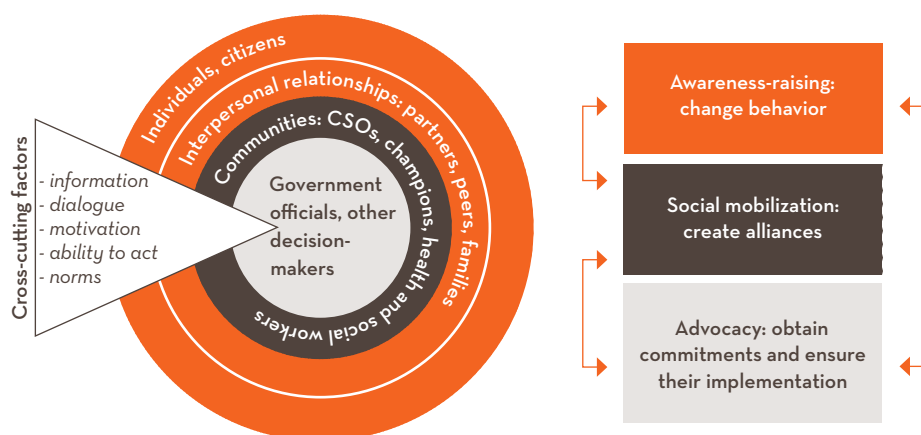 Cross-cutting factors
- information
- dialogue
- motivation
- ability to act
- norms
Individuals, citizens
Interpersonal relationships: partners, peers, families
Communities: CSOs, champions, health and social workers
Government
officials, other
decision-
makers
Awareness-raising:
change behavior
Social mobilization:
create alliances
Advocacy: obtain
commitments and ensure
their implementation